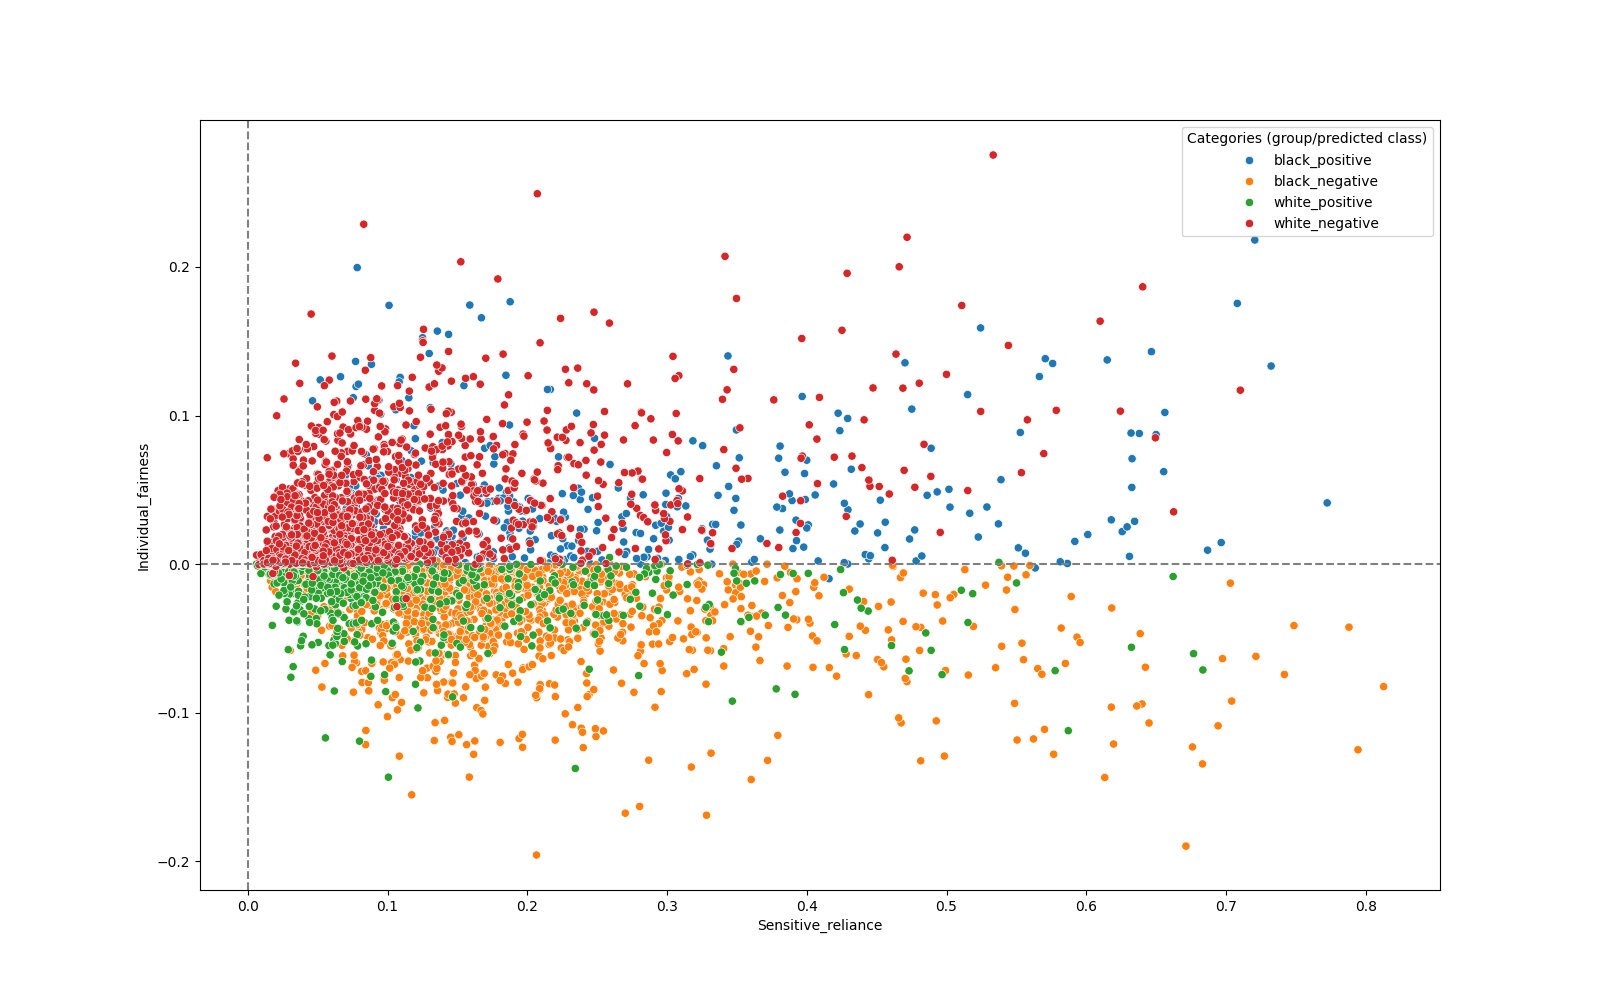 Categories (group/predicted class)
black_positive
black_negative
white_positive
white_negative
Individual_fairness
0.2
0.1
0.0
−0.1
−0.2
0.0 0.1 0.2 0.3 0.4 0.5 0.6 0.7 0.8
Sensitive_reliance